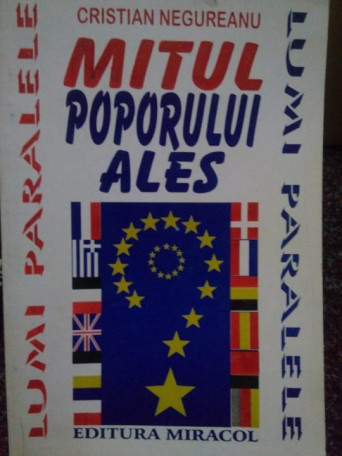 CRISTIAN NEGUREANU
MITUL
POPORULUI
ALES
LUMI PARALELE
LUMI PARALELE
EDITURA MIRACOL